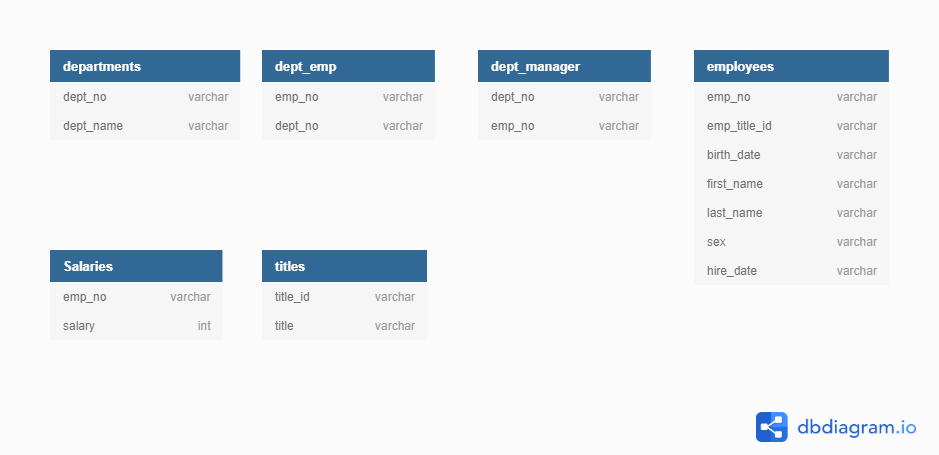 departments
dept_no varchar
dept_name varchar
dept_emp
emp_no varchar
dept_no varchar
dept_manager
dept_no varchar
emp_no varchar
employees
emp_no varchar
emp_title_id varchar
birth_date varchar
first_name varchar
last_name varchar
sex varchar
hire_date varchar
Salaries
emp_no varchar
salary int
titles
title_id varchar
title varchar
dbdiagram.io